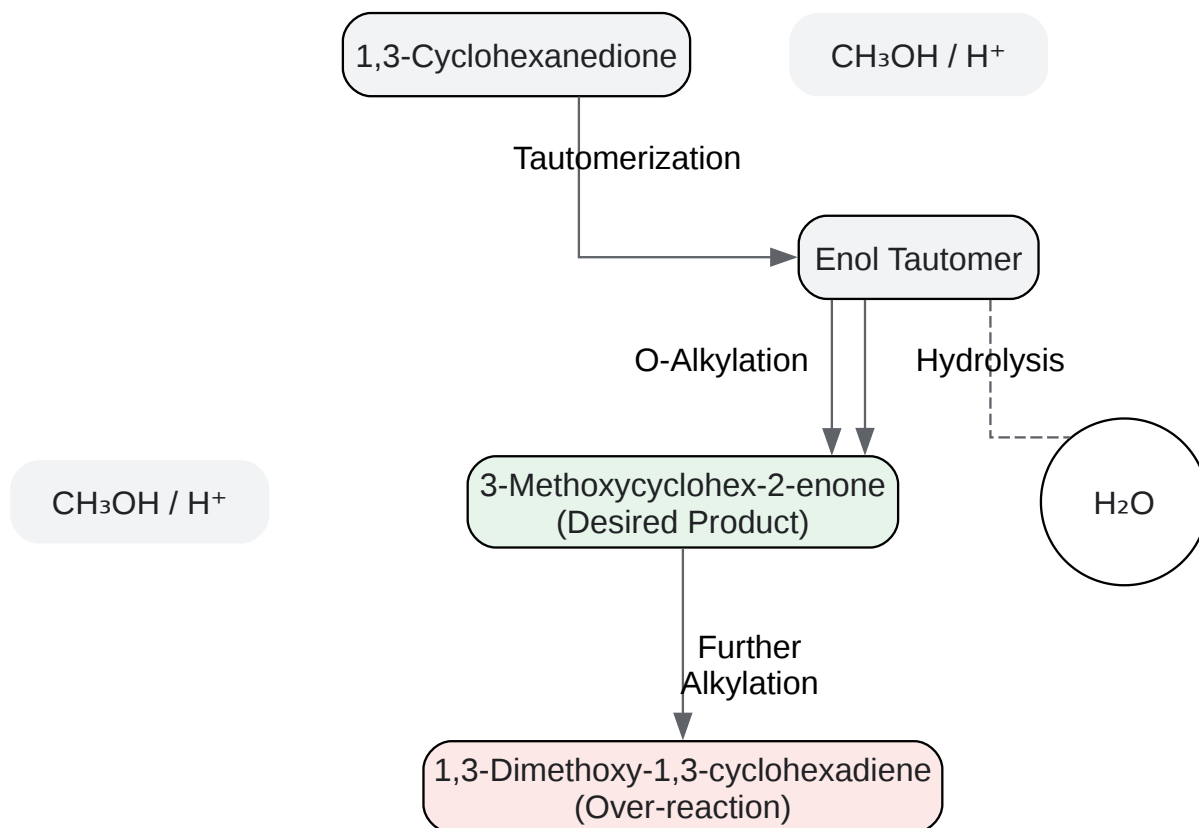 1,3-Cyclohexanedione
CH₃OH / H⁺
Tautomerization
Enol Tautomer
O-Alkylation
Hydrolysis
3-Methoxycyclohex-2-enone
(Desired Product)
CH₃OH / H⁺
H₂O
Further
Alkylation
1,3-Dimethoxy-1,3-cyclohexadiene
(Over-reaction)